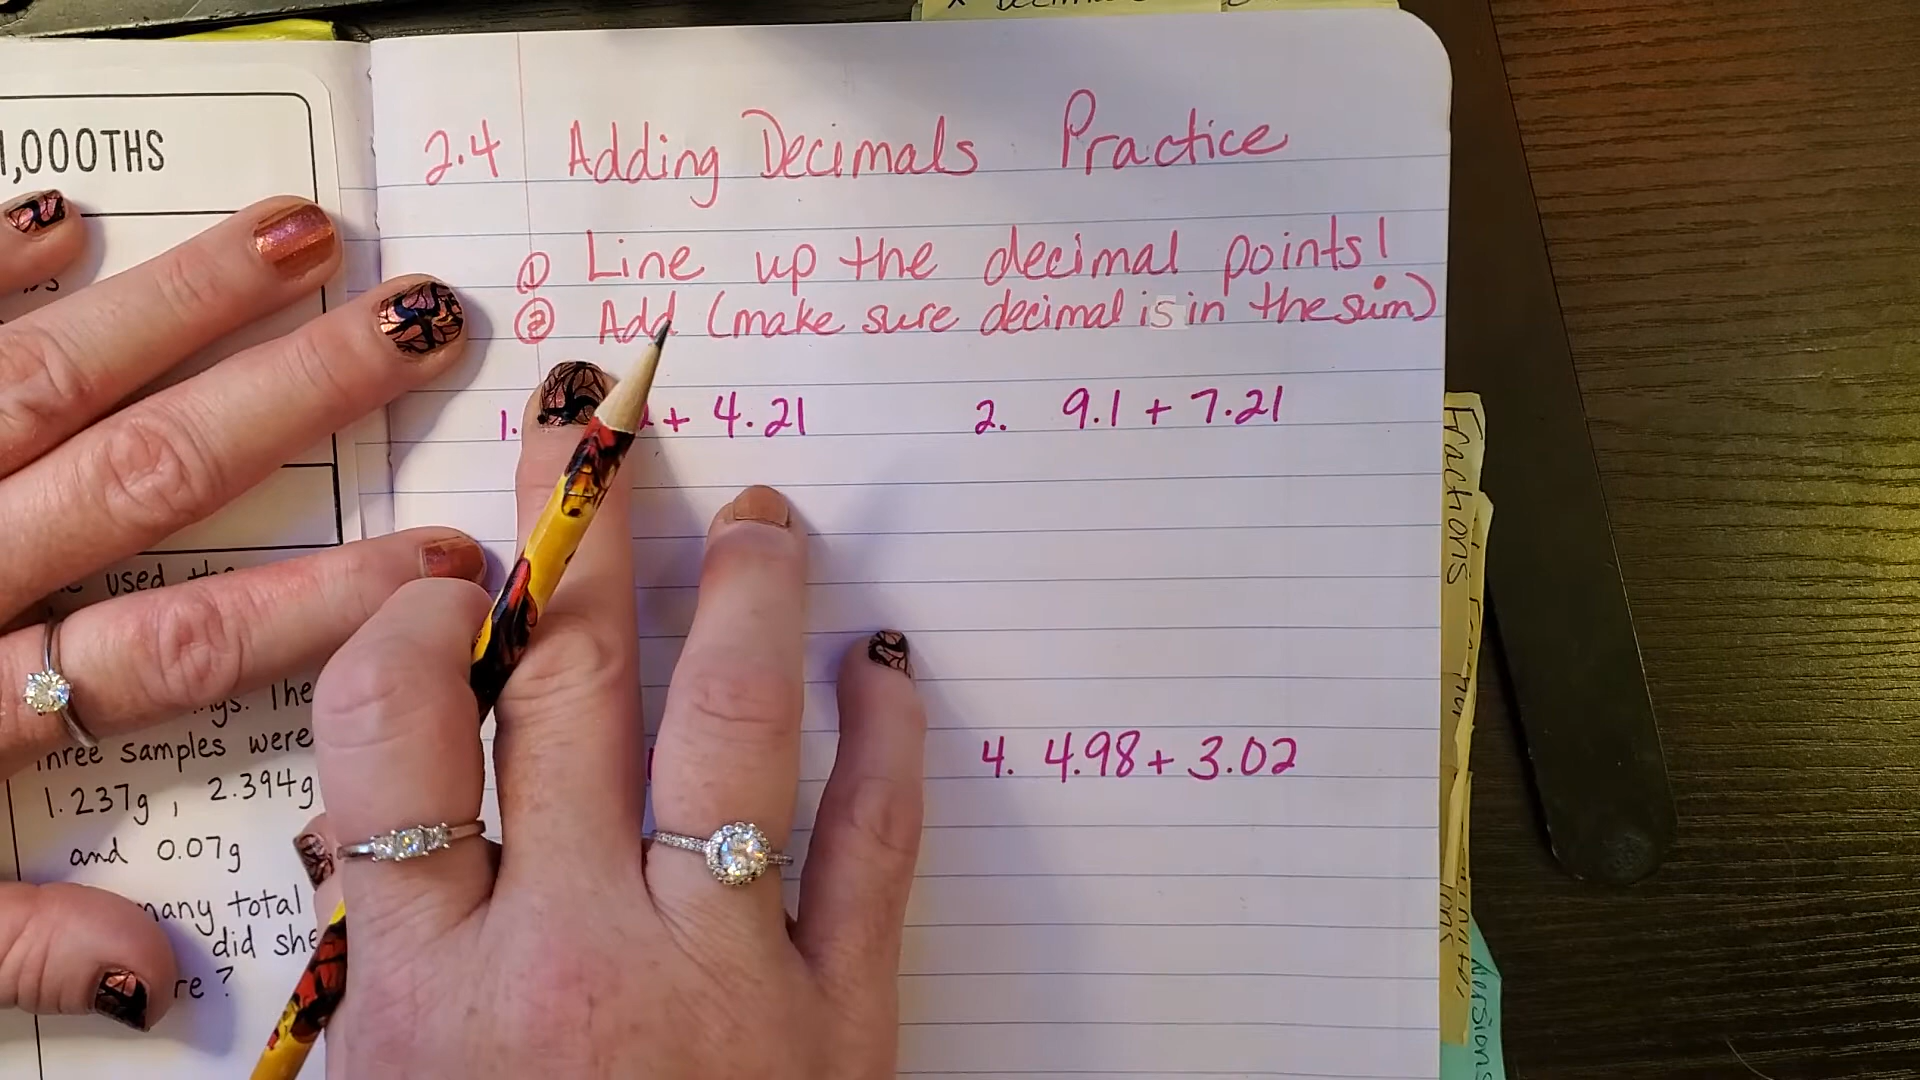 1,000THS
used
The
three samples were
1.237g, 2.394g
and 0.07g
many total
did she
2.4 Adding Decimals Practice
① Line up the decimal points!
② Add (make sure decimal is in the sum)
1. + 4.21
2. 9.1 + 7.21
4. 4.98 + 3.02
Fractions